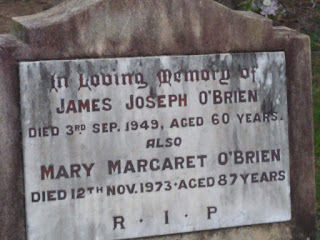 In Loving Memory of
JAMES JOSEPH O'BRIEN
DIED 3RD SEP. 1949, AGED 60 YEARS.
ALSO
MARY MARGARET O'BRIEN
DIED 12TH NOV. 1973 - AGED 87 YEARS
R · I · P